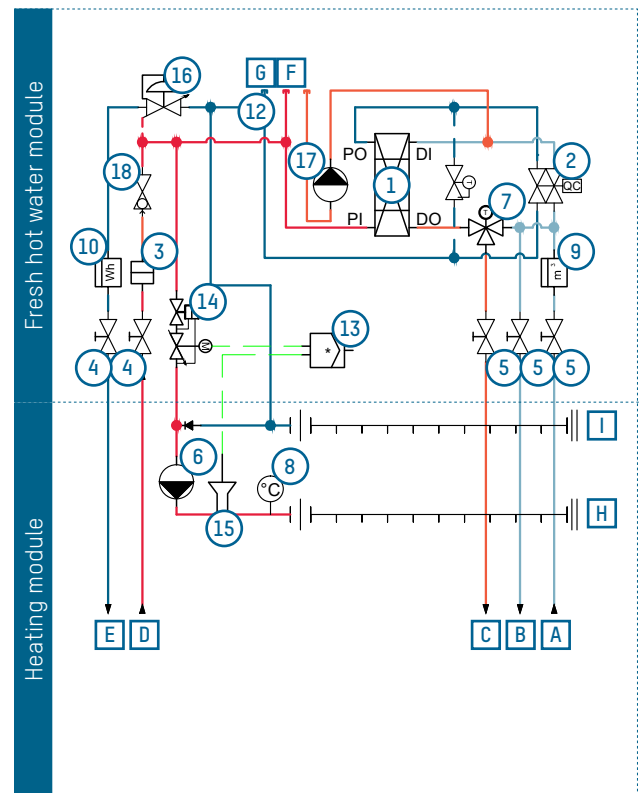 Fresh hot water module
Heating module
16
G F
12
18
17
PO DI
1
2
QC
T
T
7
PI DO
10
Wh
3
9
m³
14
M
13
*
4 4
5 5 5
I
6
8
°C
15
H
E D
C B A